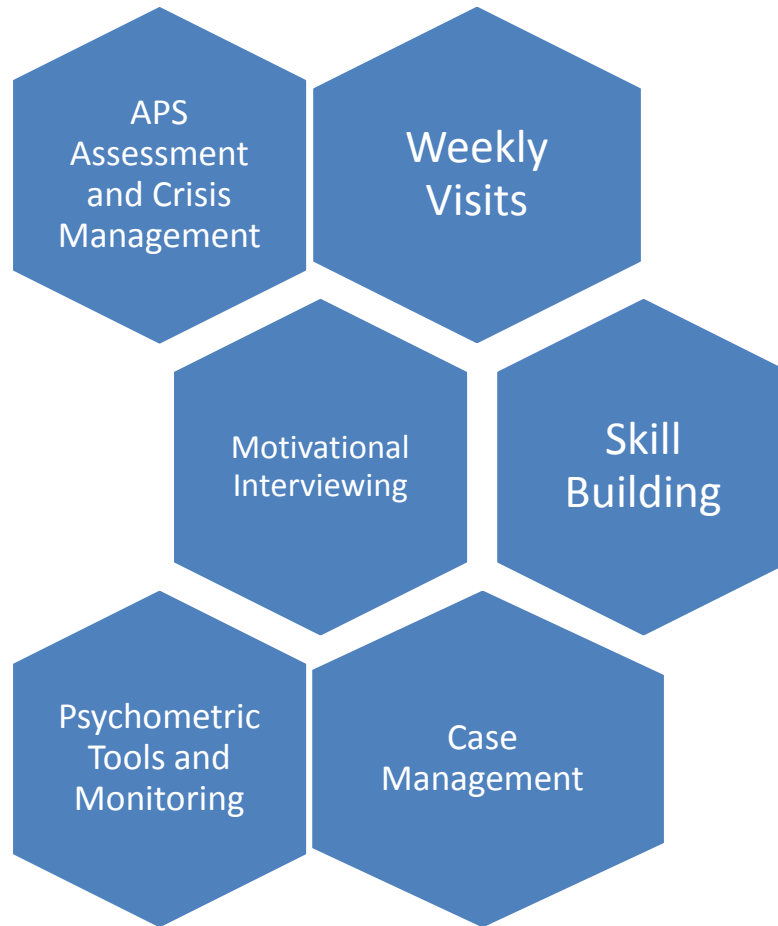 APS
Assessment
and Crisis
Management
Weekly
Visits
Motivational
Interviewing
Skill
Building
Psychometric
Tools and
Monitoring
Case
Management